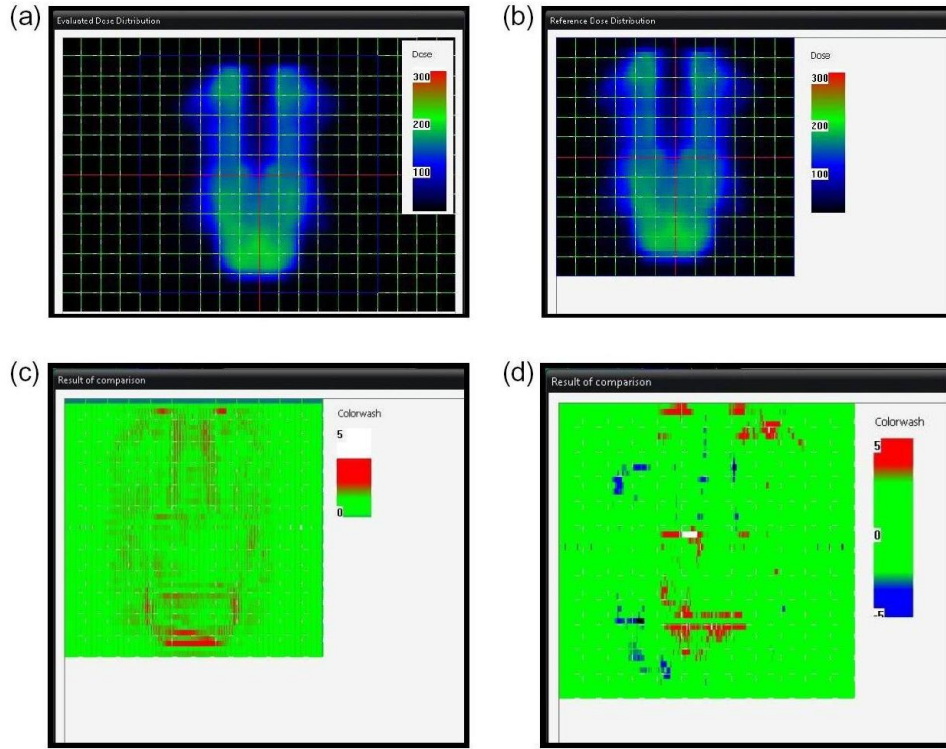 (a)
Evaluated Dose Distribution
Dose
300
200
100
(b)
Reference Dose Distribution
Dose
300
200
100
(c)
Result of comparison
Colorwash
5
0
(d)
Result of comparison
Colorwash
5
0
-5